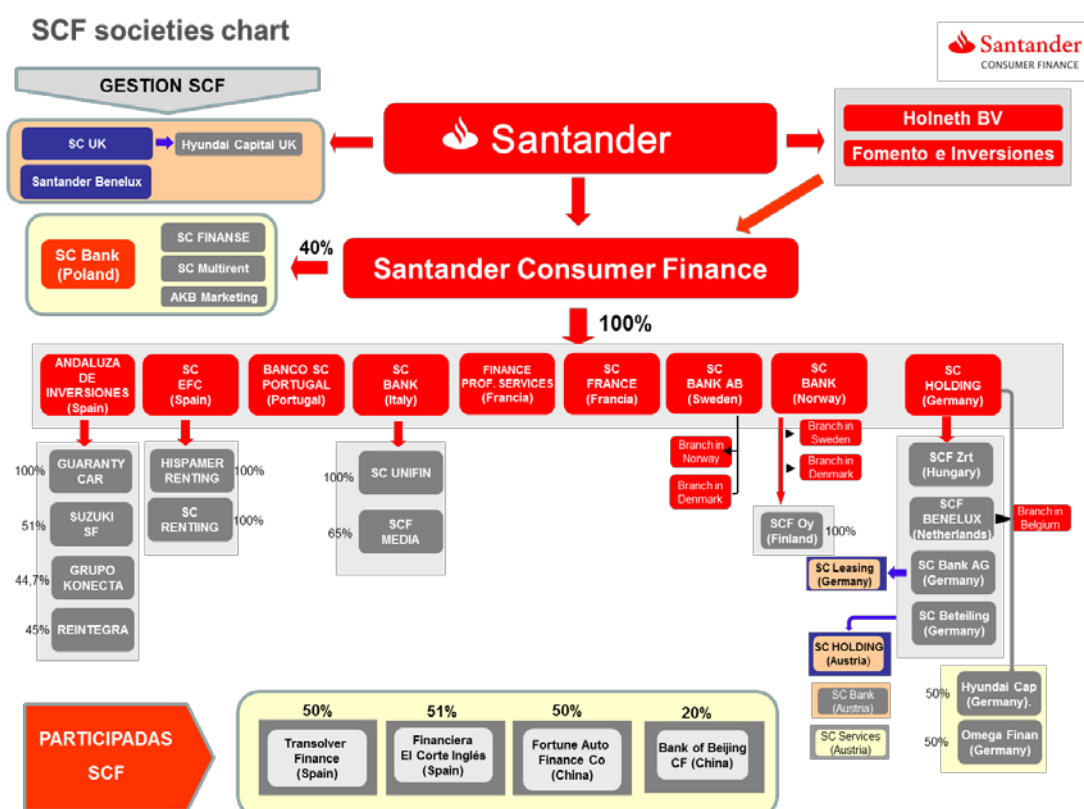 SCF societies chart
Santander
CONSUMER FINANCE
GESTION SCF
SC UK
Hyundai Capital UK
Santander Benelux
Santander
Holneth BV
Fomento e Inversiones
SC Bank
(Poland)
SC FINANSE
SC Multirent
AKB Marketing
40%
Santander Consumer Finance
100%
ANDALUZA
DE
INVERSIONES
(Spain)
SC
EFC
(Spain)
BANCO SC
PORTUGAL
(Portugal)
SC
BANK
(Italy)
FINANCE
PROF. SERVICES
(Francia)
SC
FRANCE
(Francia)
SC
BANK AB
(Sweden)
SC
BANK
(Norway)
SC
HOLDING
(Germany)
100%
GUARANTY
CAR
51%
SUZUKI
SF
44,7%
GRUPO
KONECTA
45%
REINTEGRA
HISPAMER
RENTING
100%
SC
RENTIING
100%
100%
SC UNIFIN
65%
SCF
MEDIA
Branch in
Norway
Branch in
Denmark
Branch in
Sweden
Branch in
Denmark
SCF Oy
(Finland)
100%
SCF Zrt
(Hungary)
SCF
BENELUX
(Netherlands)
Branch in
Belgium
SC Bank AG
(Germany)
SC Leasing
(Germany)
SC Beteiling
(Germany)
SC HOLDING
(Austria)
SC Bank
(Austria)
SC Services
(Austria)
50%
Hyundai Cap
(Germany).
50%
Omega Finan
(Germany)
PARTICIPADAS
SCF
50%
Transolver
Finance
(Spain)
51%
Financiera
El Corte Inglés
(Spain)
50%
Fortune Auto
Finance Co
(China)
20%
Bank of Beijing
CF (China)